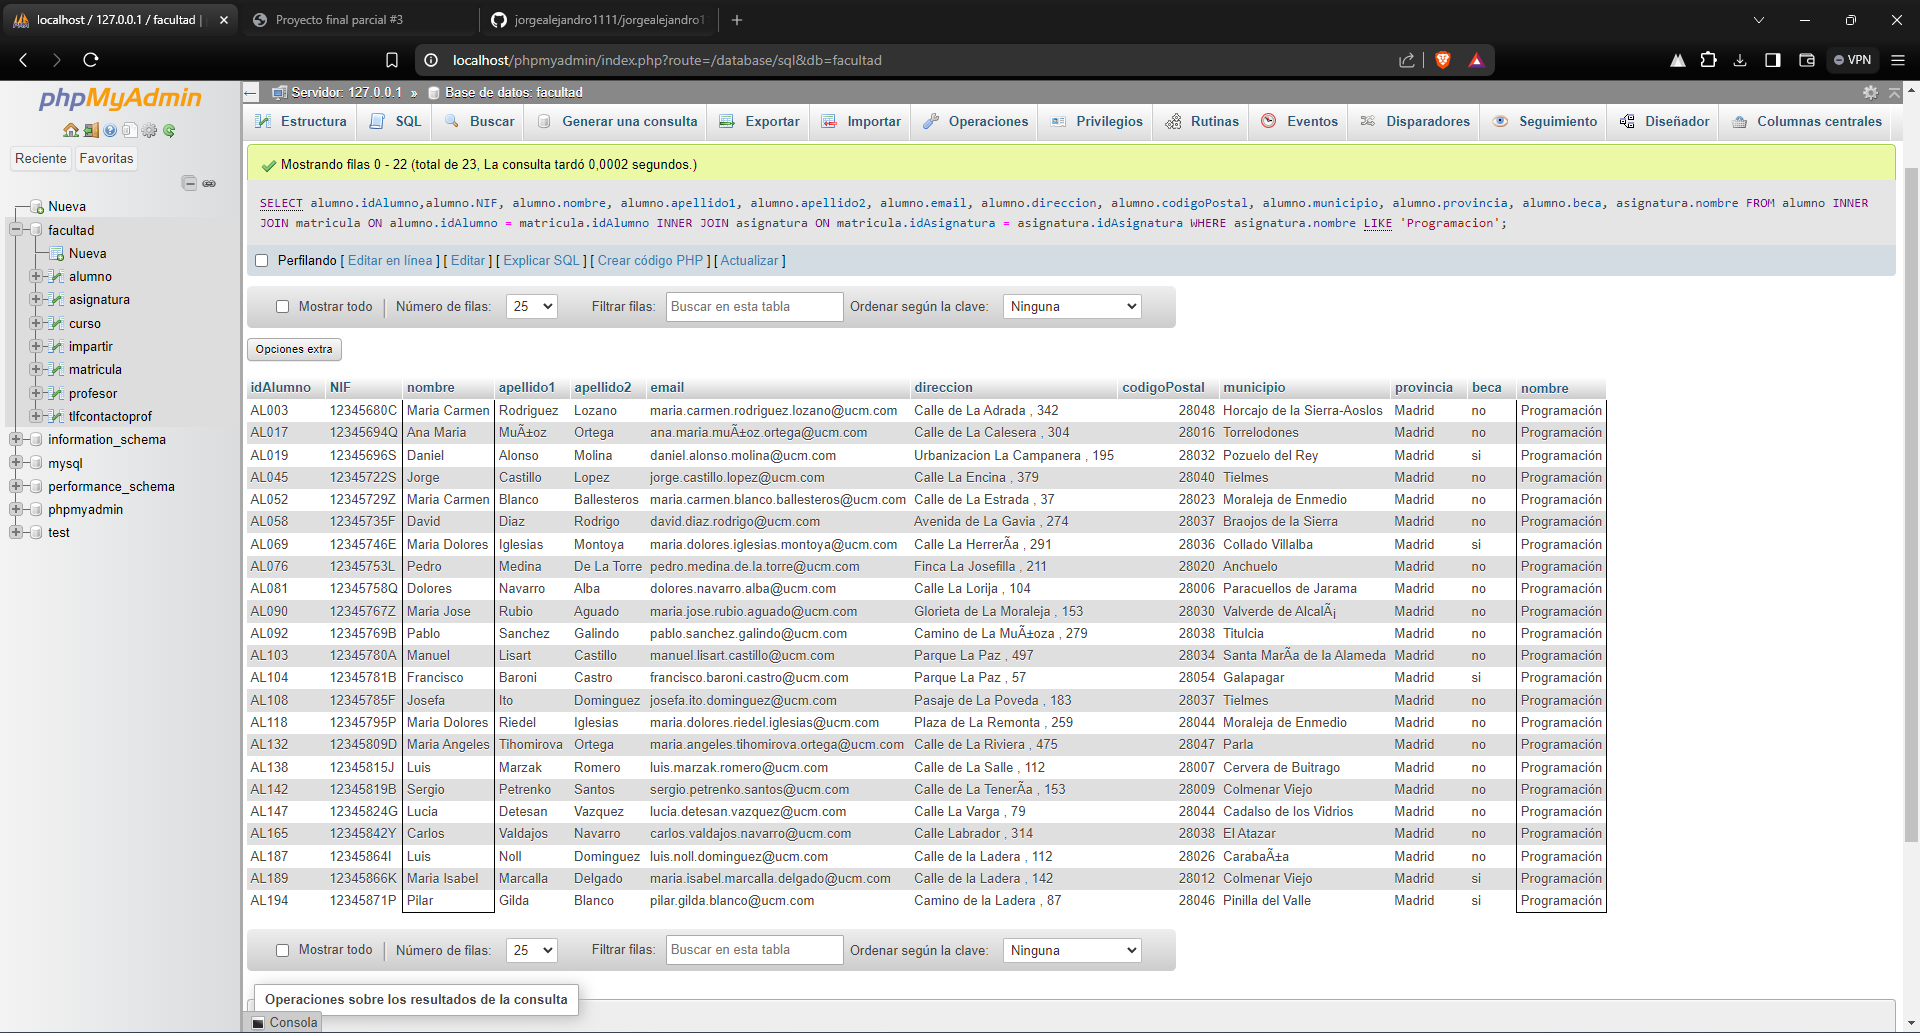 localhost / 127.0.0.1 / facultad |
Proyecto final parcial #3
jorgealejandro1111/jorgealejandro1
localhost/phpmyadmin/index.php?route=/database/sql&db=facultad
VPN
phpMyAdmin
Reciente
Favoritas
Nueva
facultad
Nueva
alumno
asignatura
curso
impartir
matricula
profesor
tlfcontactoprof
information_schema
mysql
performance_schema
phpmyadmin
test
Servidor: 127.0.0.1 » Base de datos: facultad
Estructura SQL Buscar Generar una consulta Exportar Importar Operaciones Privilegios Rutinas Eventos Disparadores Seguimiento Diseñador Columnas centrales
Mostrando filas 0 - 22 (total de 23, La consulta tardó 0,0002 segundos.)
SELECT alumno.idAlumno,alumno.NIF, alumno.nombre, alumno.apellido1, alumno.apellido2, alumno.email, alumno.direccion, alumno.codigoPostal, alumno.municipio, alumno.provincia, alumno.beca, asignatura.nombre FROM alumno INNER
JOIN matricula ON alumno.idAlumno = matricula.idAlumno INNER JOIN asignatura ON matricula.idAsignatura = asignatura.idAsignatura WHERE asignatura.nombre LIKE 'Programacion';
Perfilando [ Editar en línea ] [ Editar ] [ Explicar SQL ] [ Crear código PHP ] [ Actualizar ]
Mostrar todo Número de filas: 25 Filtrar filas: Buscar en esta tabla Ordenar según la clave: Ninguna
Opciones extra
idAlumno NIF nombre apellido1 apellido2 email direccion codigoPostal municipio provincia beca nombre
AL003 12345680C Maria Carmen Rodriguez Lozano maria.carmen.rodriguez.lozano@ucm.com Calle de La Adrada , 342 28048 Horcajo de la Sierra-Aoslos Madrid no Programación
AL017 12345694Q Ana Maria MuÃ±oz Ortega ana.maria.muÃ±oz.ortega@ucm.com Calle de La Calesera , 304 28016 Torrelodones Madrid no Programación
AL019 12345696S Daniel Alonso Molina daniel.alonso.molina@ucm.com Urbanizacion La Campanera , 195 28032 Pozuelo del Rey Madrid si Programación
AL045 12345722S Jorge Castillo Lopez jorge.castillo.lopez@ucm.com Calle La Encina , 379 28040 Tielmes Madrid no Programación
AL052 12345729Z Maria Carmen Blanco Ballesteros maria.carmen.blanco.ballesteros@ucm.com Calle de La Estrada , 37 28023 Moraleja de Enmedio Madrid no Programación
AL058 12345735F David Diaz Rodrigo david.diaz.rodrigo@ucm.com Avenida de La Gavia , 274 28037 Braojos de la Sierra Madrid no Programación
AL069 12345746E Maria Dolores Iglesias Montoya maria.dolores.iglesias.montoya@ucm.com Calle La HerrerÃa , 291 28036 Collado Villalba Madrid si Programación
AL076 12345753L Pedro Medina De La Torre pedro.medina.de.la.torre@ucm.com Finca La Josefilla , 211 28020 Anchuelo Madrid no Programación
AL081 12345758Q Dolores Navarro Alba dolores.navarro.alba@ucm.com Calle La Lorija , 104 28006 Paracuellos de Jarama Madrid no Programación
AL090 12345767Z Maria Jose Rubio Aguado maria.jose.rubio.aguado@ucm.com Glorieta de La Moraleja , 153 28030 Valverde de AlcalÃ¡ Madrid no Programación
AL092 12345769B Pablo Sanchez Galindo pablo.sanchez.galindo@ucm.com Camino de La MuÃ±oza , 279 28038 Titulcia Madrid no Programación
AL103 12345780A Manuel Lisart Castillo manuel.lisart.castillo@ucm.com Parque La Paz , 497 28034 Santa MarÃa de la Alameda Madrid no Programación
AL104 12345781B Francisco Baroni Castro francisco.baroni.castro@ucm.com Parque La Paz , 57 28054 Galapagar Madrid si Programación
AL108 12345785F Josefa Ito Dominguez josefa.ito.dominguez@ucm.com Pasaje de La Poveda , 183 28037 Tielmes Madrid no Programación
AL118 12345795P Maria Dolores Riedel Iglesias maria.dolores.riedel.iglesias@ucm.com Plaza de La Remonta , 259 28044 Moraleja de Enmedio Madrid no Programación
AL132 12345809D Maria Angeles Tihomirova Ortega maria.angeles.tihomirova.ortega@ucm.com Calle de La Riviera , 475 28047 Parla Madrid no Programación
AL138 12345815J Luis Marzak Romero luis.marzak.romero@ucm.com Calle de La Salle , 112 28007 Cervera de Buitrago Madrid no Programación
AL142 12345819B Sergio Petrenko Santos sergio.petrenko.santos@ucm.com Calle de La TenerÃa , 153 28009 Colmenar Viejo Madrid no Programación
AL147 12345824G Lucia Detesan Vazquez lucia.detesan.vazquez@ucm.com Calle La Varga , 79 28044 Cadalso de los Vidrios Madrid no Programación
AL165 12345842Y Carlos Valdajos Navarro carlos.valdajos.navarro@ucm.com Calle Labrador , 314 28038 El Atazar Madrid no Programación
AL187 12345864I Luis Noll Dominguez luis.noll.dominguez@ucm.com Calle de la Ladera , 112 28026 CarabaÃ±a Madrid no Programación
AL189 12345866K Maria Isabel Marcalla Delgado maria.isabel.marcalla.delgado@ucm.com Calle de la Ladera , 142 28012 Colmenar Viejo Madrid si Programación
AL194 12345871P Pilar Gilda Blanco pilar.gilda.blanco@ucm.com Camino de la Ladera , 87 28046 Pinilla del Valle Madrid si Programación
Mostrar todo Número de filas: 25 Filtrar filas: Buscar en esta tabla Ordenar según la clave: Ninguna
Operaciones sobre los resultados de la consulta
Consola